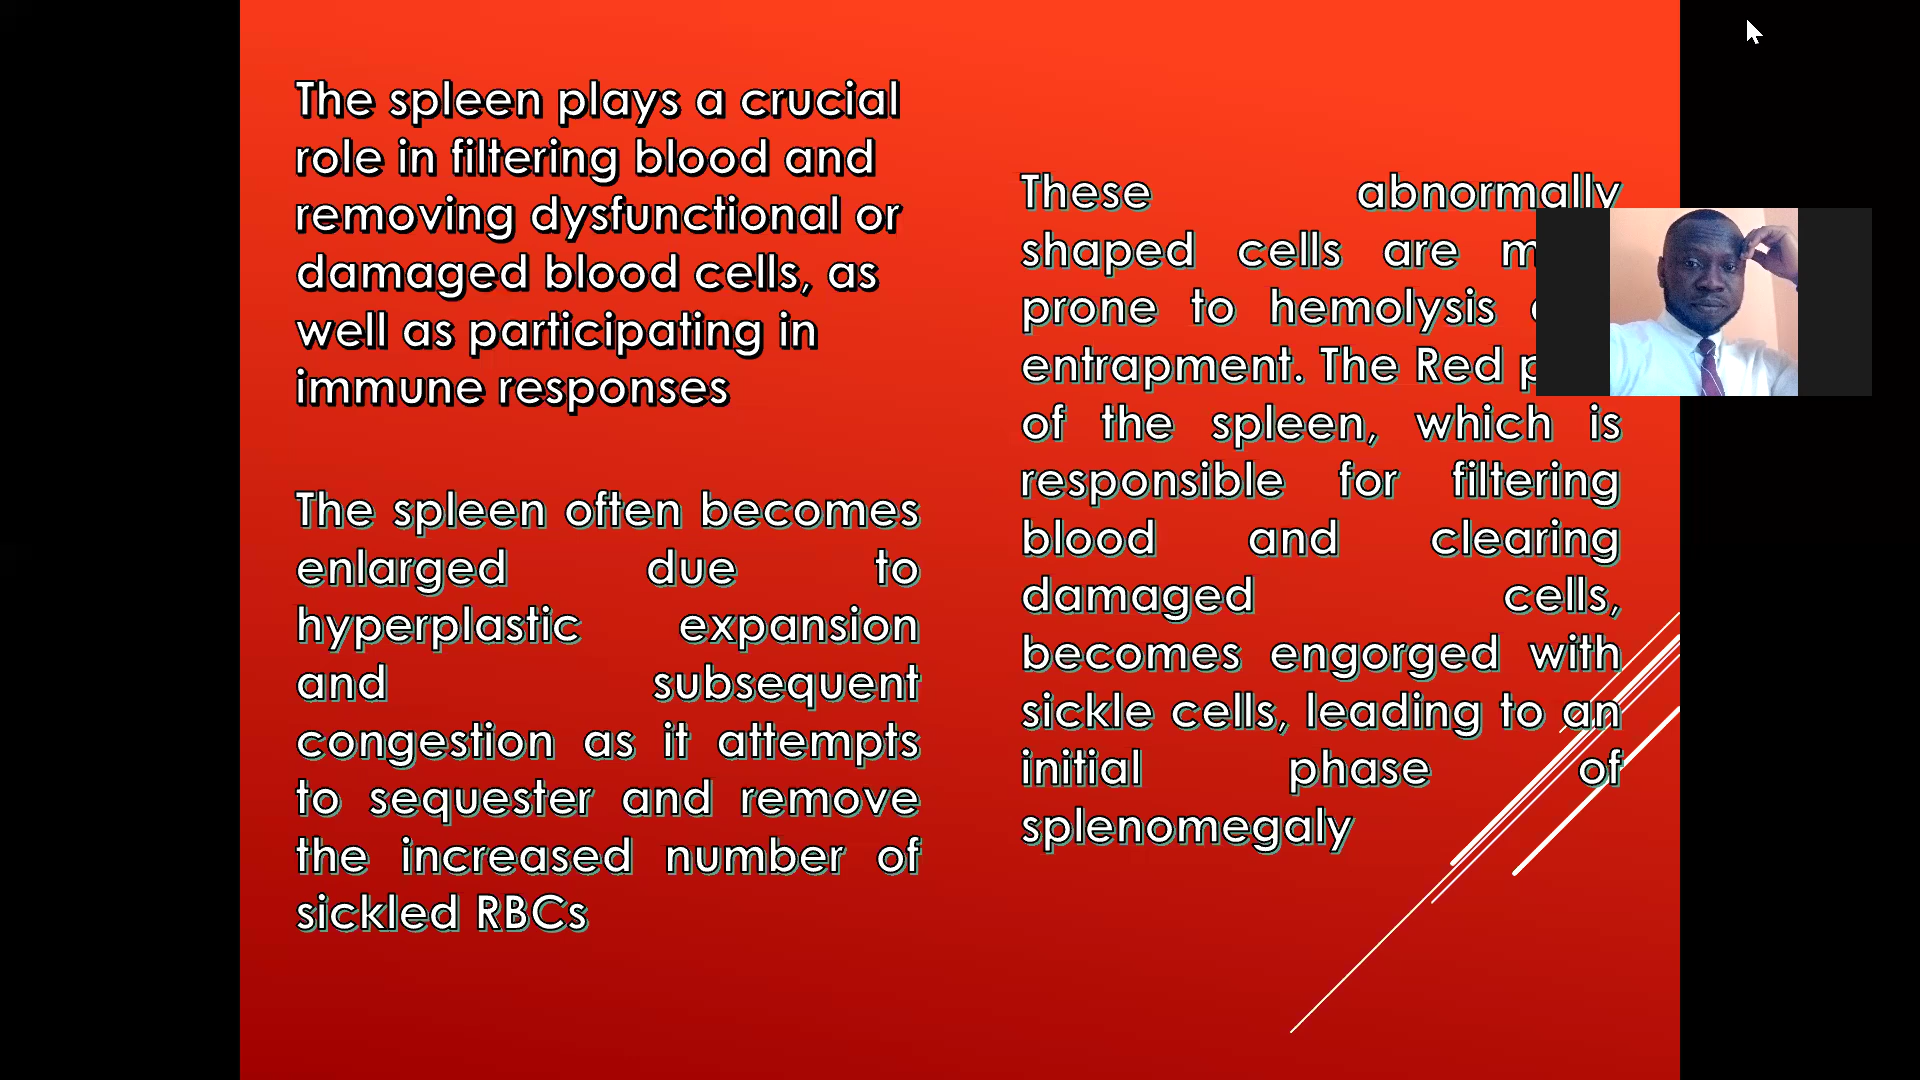 The spleen plays a crucial
role in filtering blood and
removing dysfunctional or
damaged blood cells, as
well as participating in
immune responses
The spleen often becomes
enlarged due to
hyperplastic expansion
and subsequent
congestion as it attempts
to sequester and remove
the increased number of
sickled RBCs
These abnormally
shaped cells are
prone to hemolysis
entrapment. The Red
of the spleen, which is
responsible for filtering
blood and clearing
damaged cells,
becomes engorged with
sickle cells, leading to an
initial phase of
splenomegaly